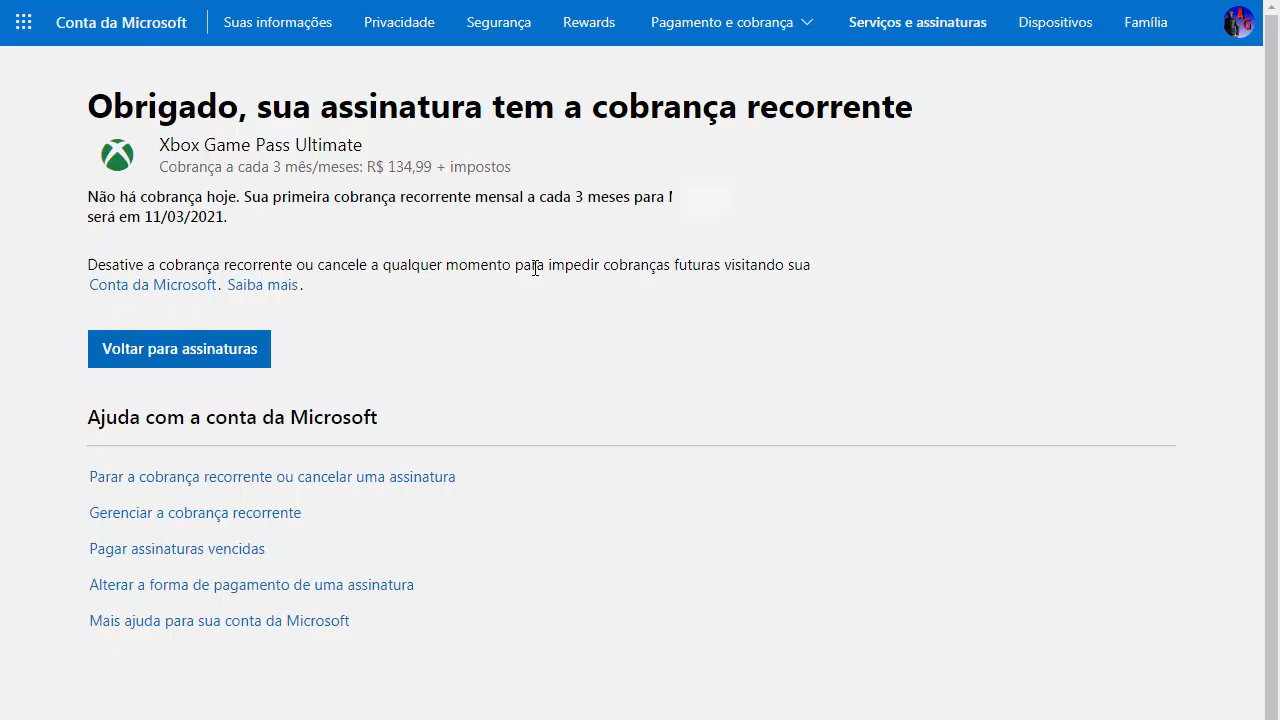 Conta da Microsoft Suas informações Privacidade Segurança Rewards Pagamento e cobrança Serviços e assinaturas Dispositivos Família
Obrigado, sua assinatura tem a cobrança recorrente
Xbox Game Pass Ultimate
Cobrança a cada 3 mês/meses: R$ 134,99 + impostos
Não há cobrança hoje. Sua primeira cobrança recorrente mensal a cada 3 meses para
será em 11/03/2021.
Desative a cobrança recorrente ou cancele a qualquer momento para impedir cobranças futuras visitando sua
Conta da Microsoft. Saiba mais.
Voltar para assinaturas
Ajuda com a conta da Microsoft
Parar a cobrança recorrente ou cancelar uma assinatura
Gerenciar a cobrança recorrente
Pagar assinaturas vencidas
Alterar a forma de pagamento de uma assinatura
Mais ajuda para sua conta da Microsoft